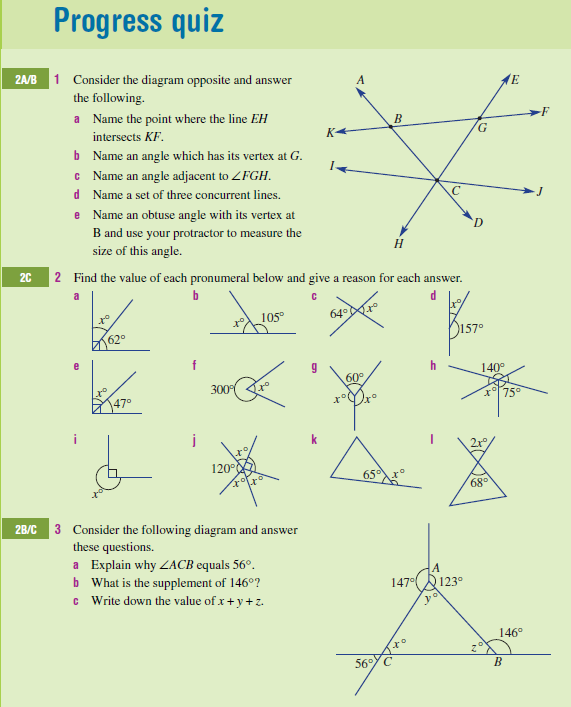 Progress quiz
2A/B 1 Consider the diagram opposite and answer
the following.
a Name the point where the line EH
intersects KF.
b Name an angle which has its vertex at G.
c Name an angle adjacent to ∠FGH.
d Name a set of three concurrent lines.
e Name an obtuse angle with its vertex at
B and use your protractor to measure the
size of this angle.
A
E
B
F
G
K
I
C
J
D
H
2C 2 Find the value of each pronumeral below and give a reason for each answer.
a
x°
62°
b
x°
105°
c
64°
x°
d
x°
157°
e
x°
47°
f
300°
x°
g
60°
x°
x°
h
140°
x°
75°
i
x°
j
x°
120°
x°
x°
k
65°
x°
l
2x°
68°
2B/C 3 Consider the following diagram and answer
these questions.
a Explain why ∠ACB equals 56°.
b What is the supplement of 146°?
c Write down the value of x + y + z.
A
147°
123°
y°
146°
x°
z°
56°
C
B